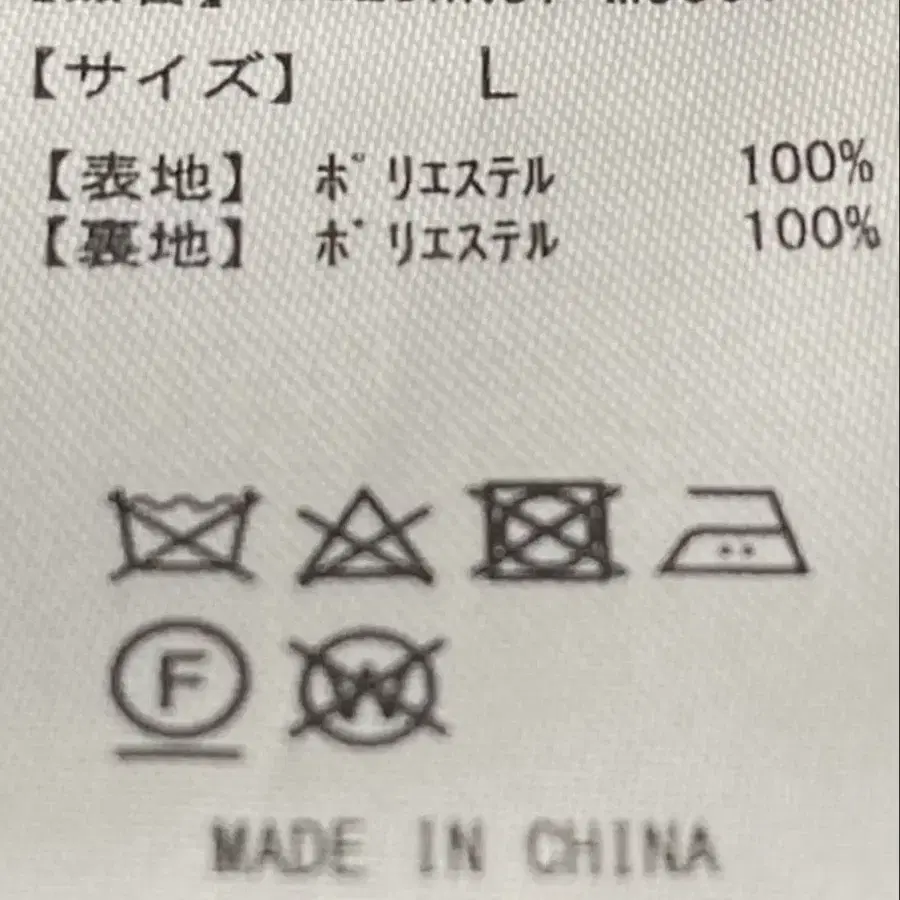 【サイズ】 L
【表地】 ポリエステル 100%
【裏地】 ポリエステル 100%
F W
MADE IN CHINA